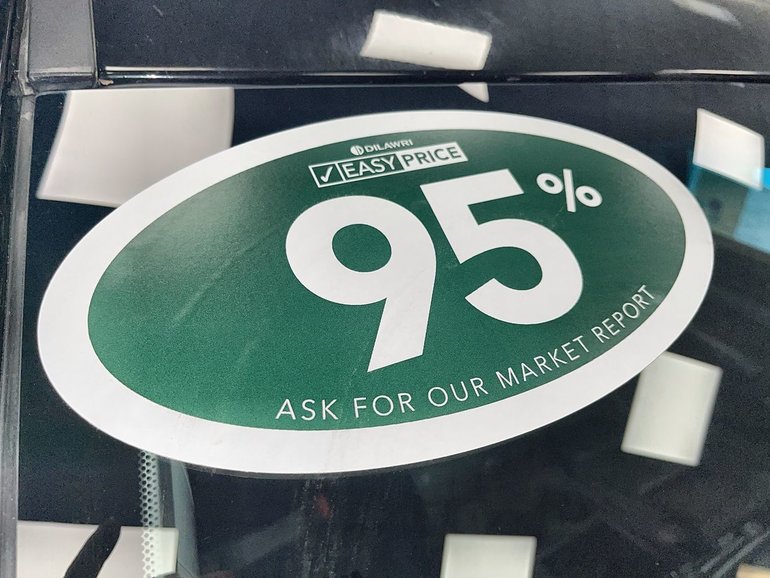 DILAWRI
EASY PRICE
95%
ASK FOR OUR MARKET REPORT